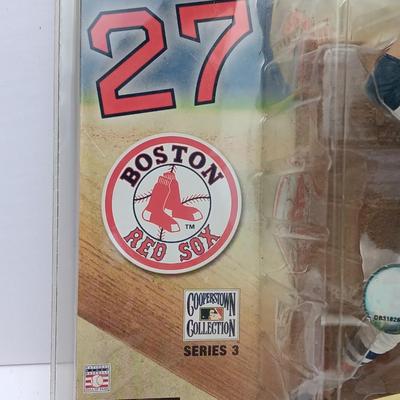 27
BOSTON
RED SOX
TM
COOPERSTOWN
COLLECTION
SERIES 3